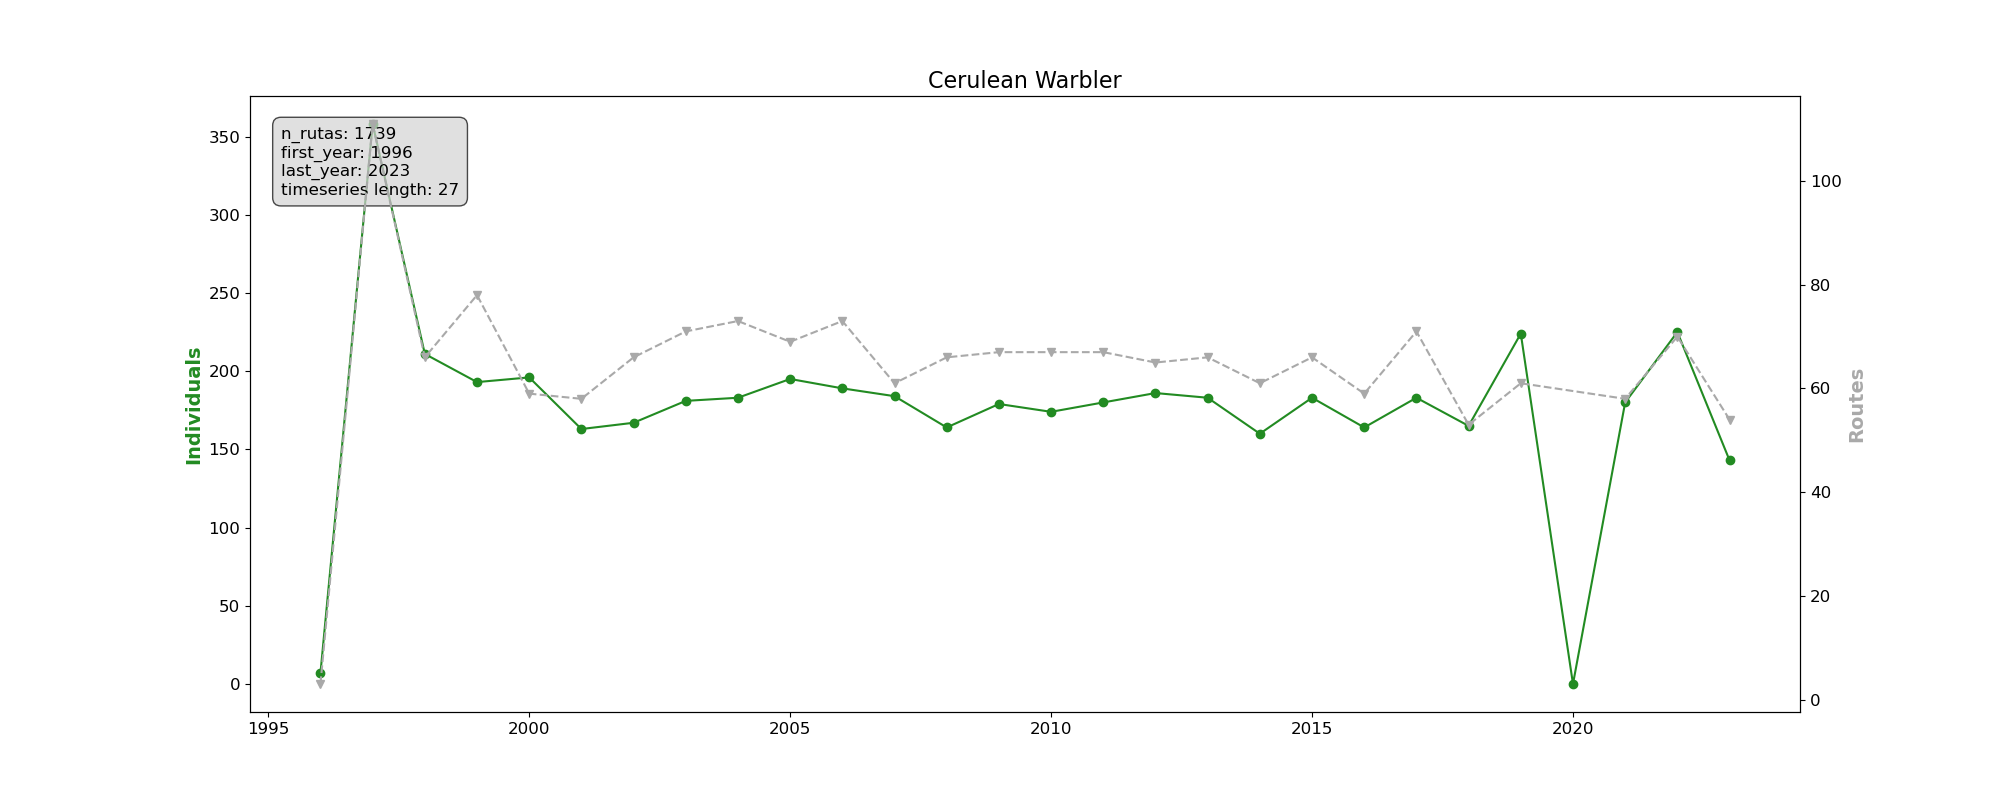 Cerulean Warbler
n_rutas: 1739
first_year: 1996
last_year: 2023
timeseries length: 27
Individuals
350
300
250
200
150
100
50
0
Routes
100
80
60
40
20
0
1995 2000 2005 2010 2015 2020